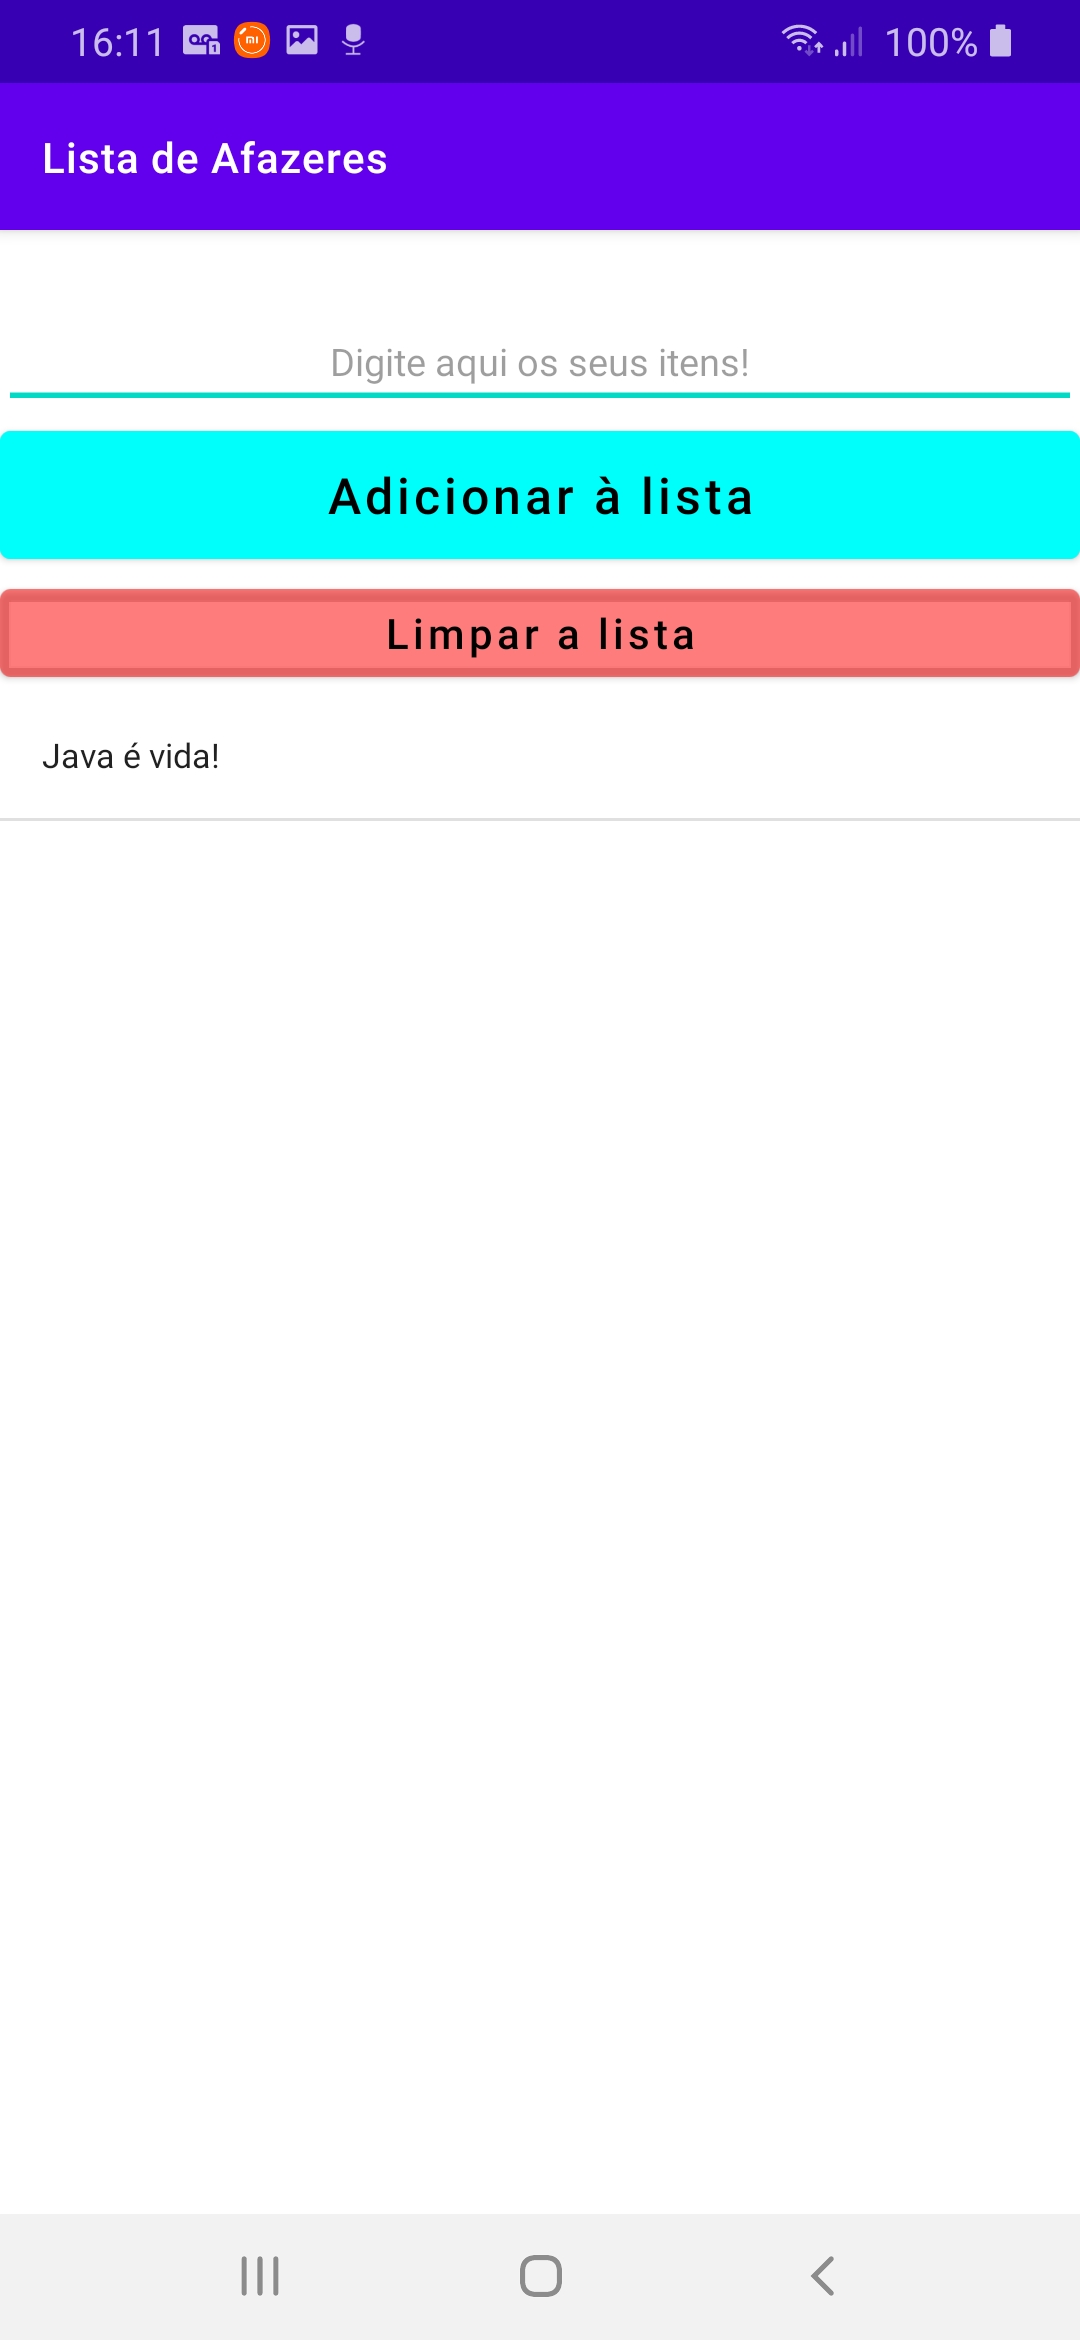 16:11 100%
Lista de Afazeres
Digite aqui os seus itens!
Adicionar à lista
Limpar a lista
Java é vida!